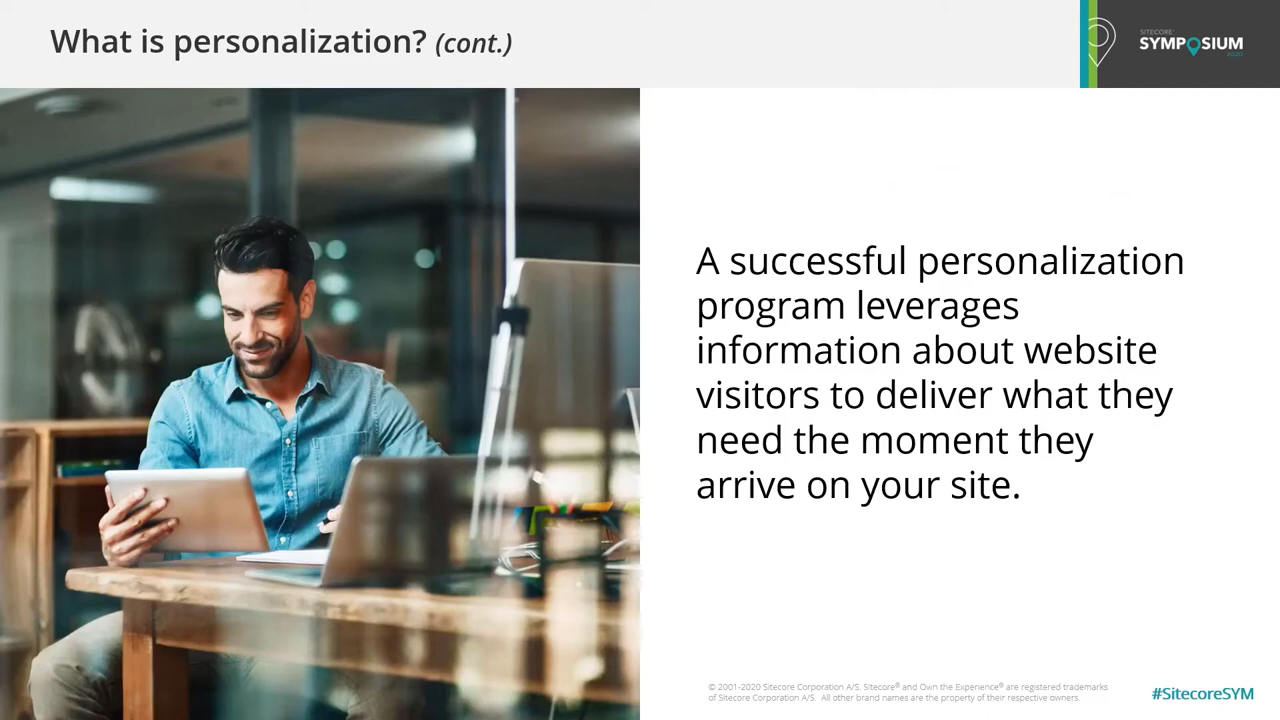 What is personalization? (cont.)
SITECORE
SYMPOSIUM
2020
A successful personalization
program leverages
information about website
visitors to deliver what they
need the moment they
arrive on your site.
© 2001-2020 Sitecore Corporation A/S. Sitecore® and Own the Experience® are registered trademarks
of Sitecore Corporation A/S. All other brand names are the property of their respective owners.
#SitecoreSYM